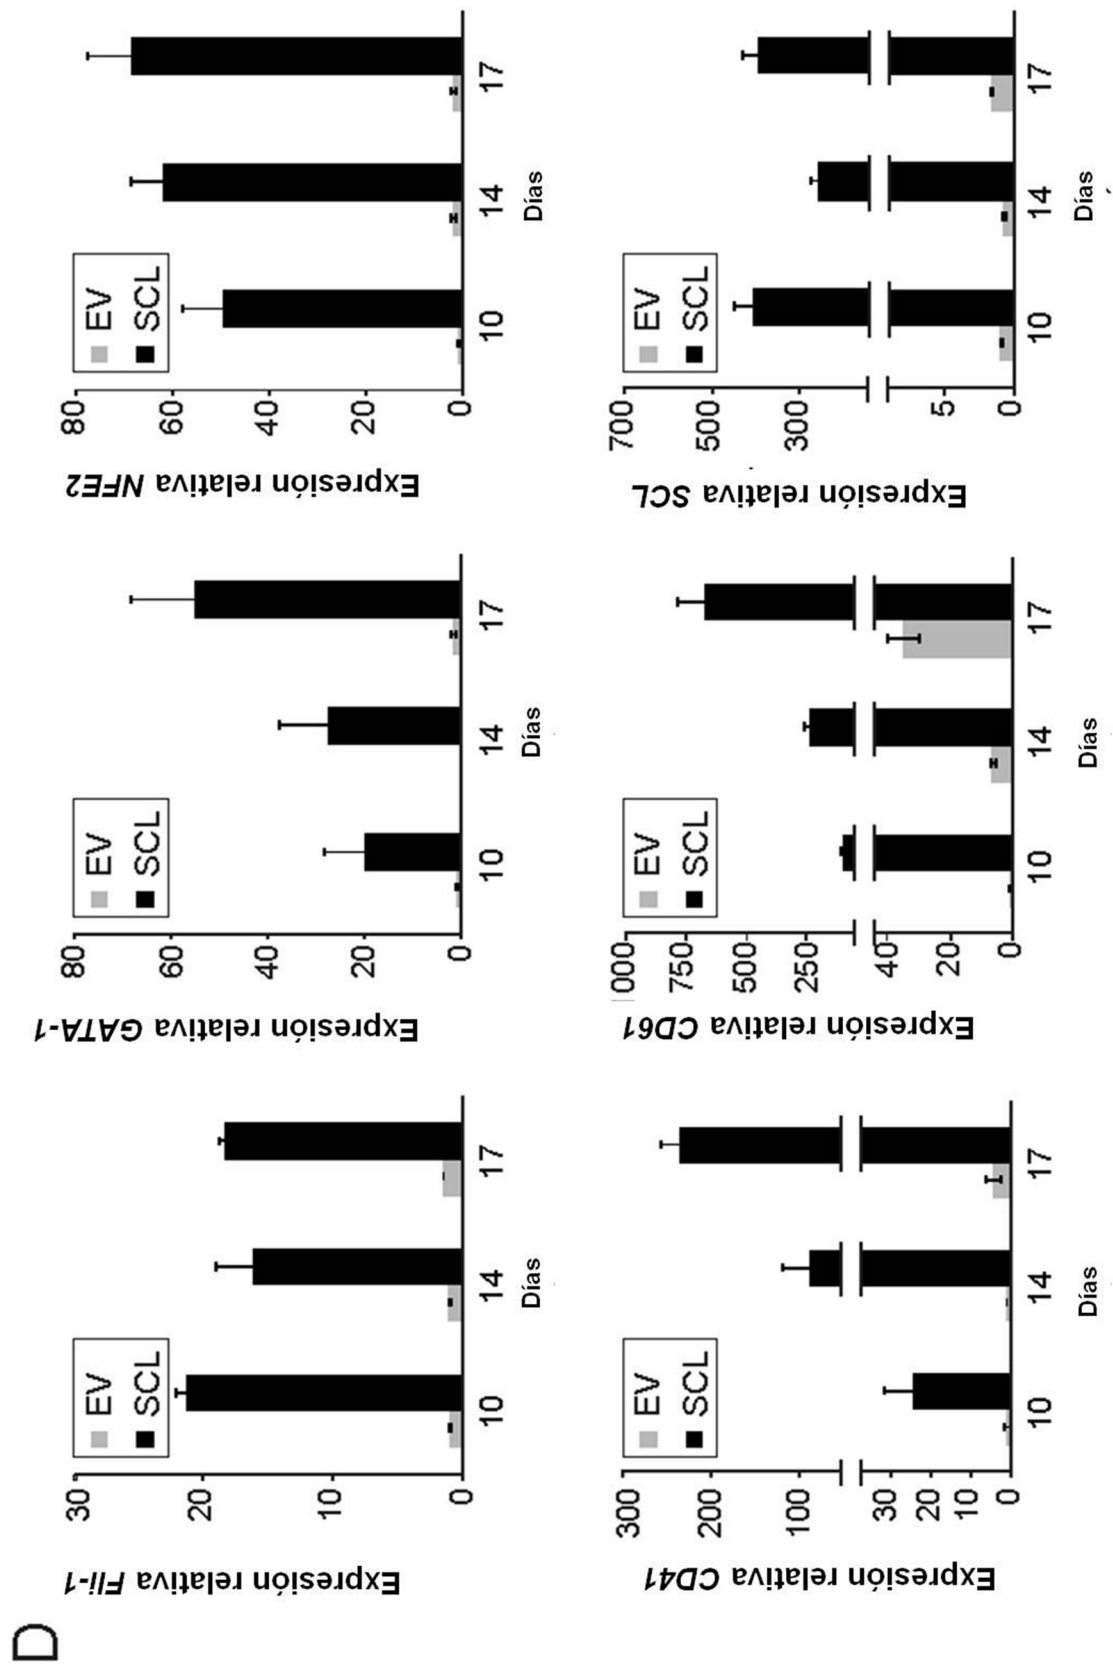 D
Expresión relativa Fli-1
30
20
10
0
EV
SCL
10
14
17
Días
Expresión relativa GATA-1
80
60
40
20
0
EV
SCL
10
14
17
Días
Expresión relativa NFE2
80
60
40
20
0
EV
SCL
10
14
17
Días
Expresión relativa CD41
300
200
100
30
20
10
0
EV
SCL
10
14
17
Días
Expresión relativa CD61
1000
750
500
250
40
20
0
EV
SCL
10
14
17
Días
Expresión relativa SCL
700
500
300
5
0
EV
SCL
10
14
17
Días